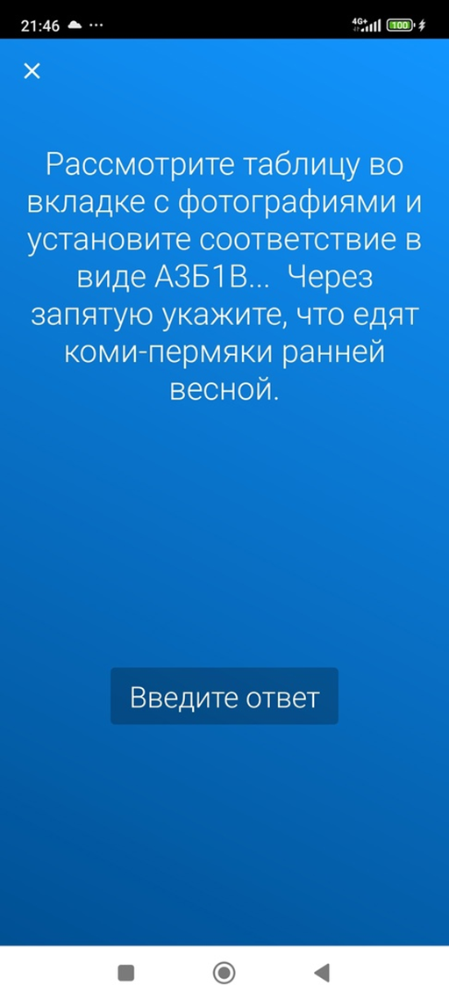 21:46
4G+
100
Рассмотрите таблицу во
вкладке с фотографиями и
установите соответствие в
виде А3Б1В... Через
запятую укажите, что едят
коми-пермяки ранней
весной.
Введите ответ